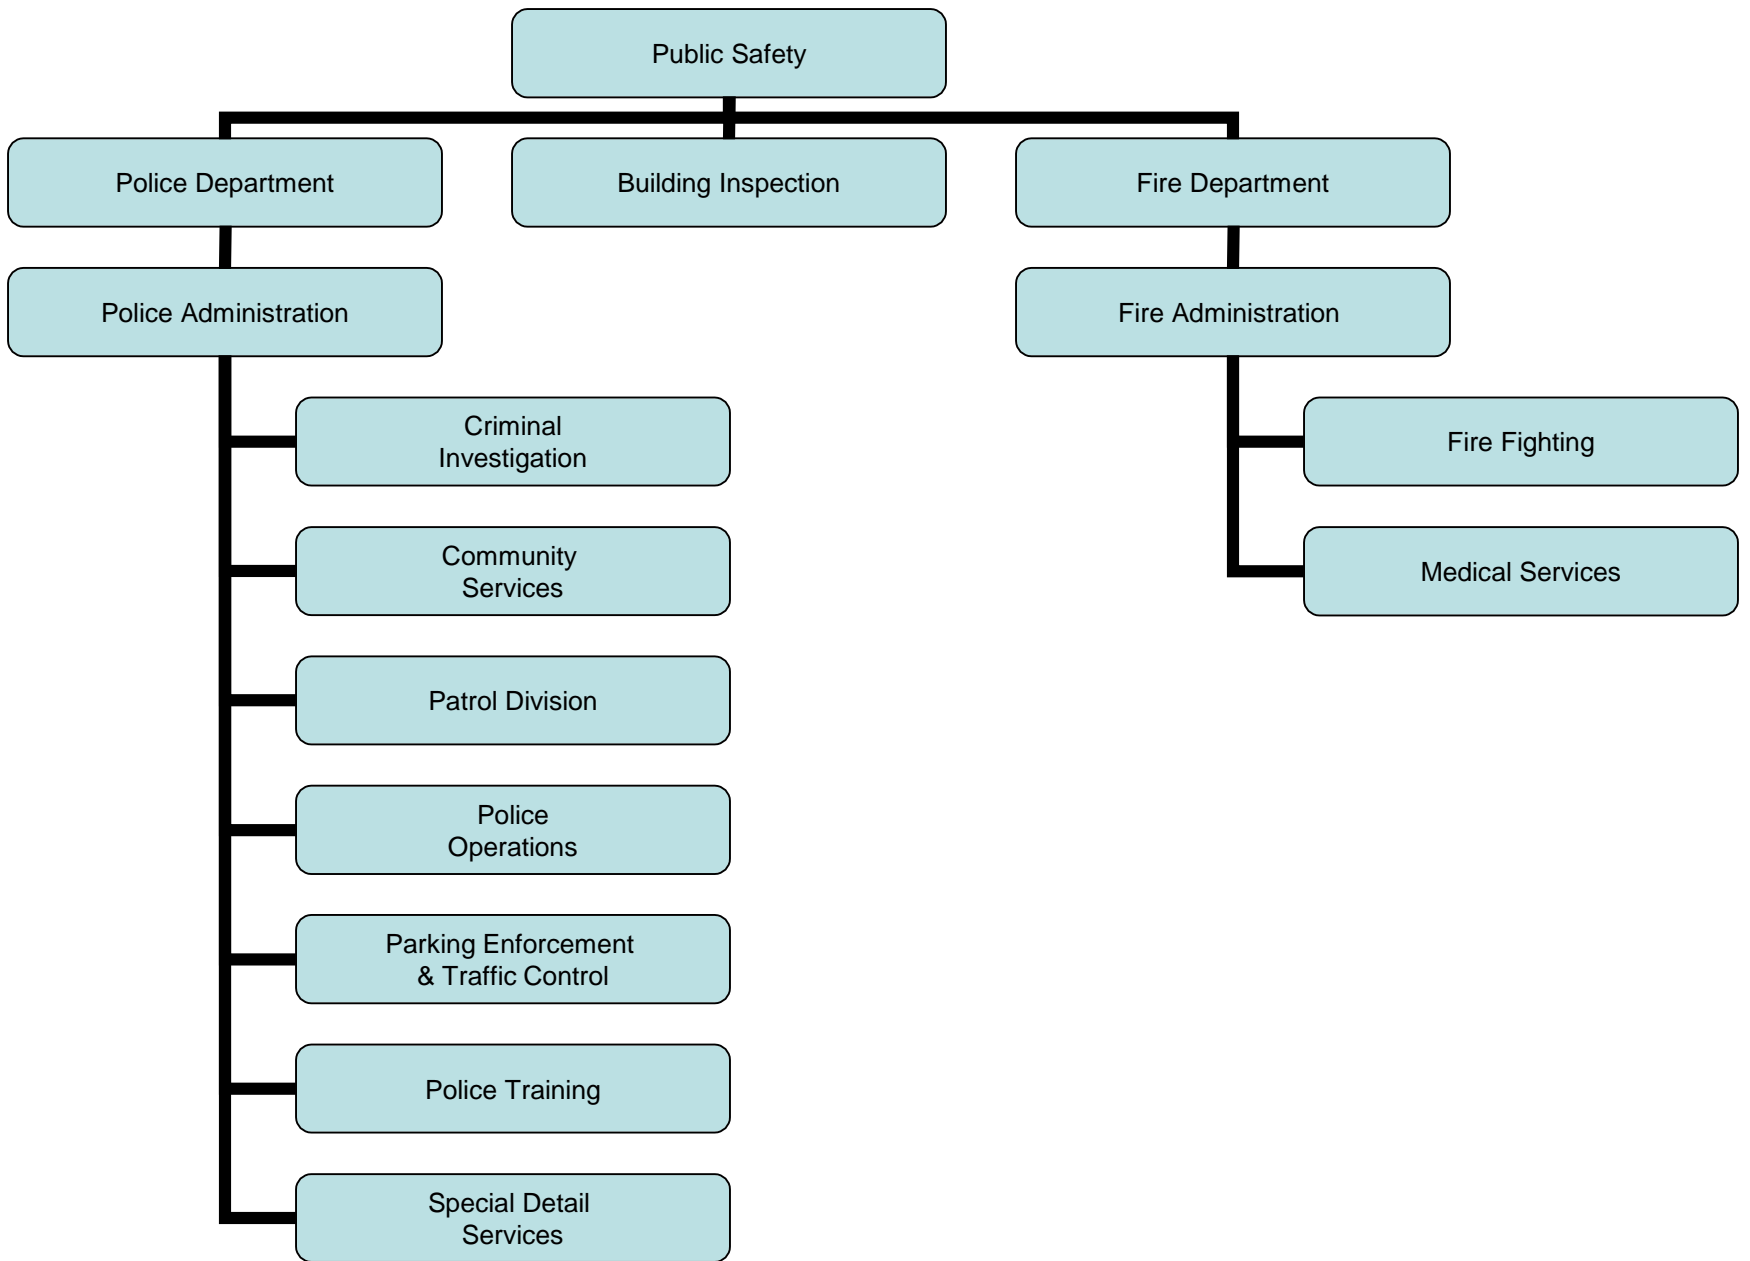 Public Safety
Police Department
Building Inspection
Fire Department
Police Administration
Fire Administration
Criminal
Investigation
Fire Fighting
Community
Services
Medical Services
Patrol Division
Police
Operations
Parking Enforcement
& Traffic Control
Police Training
Special Detail
Services